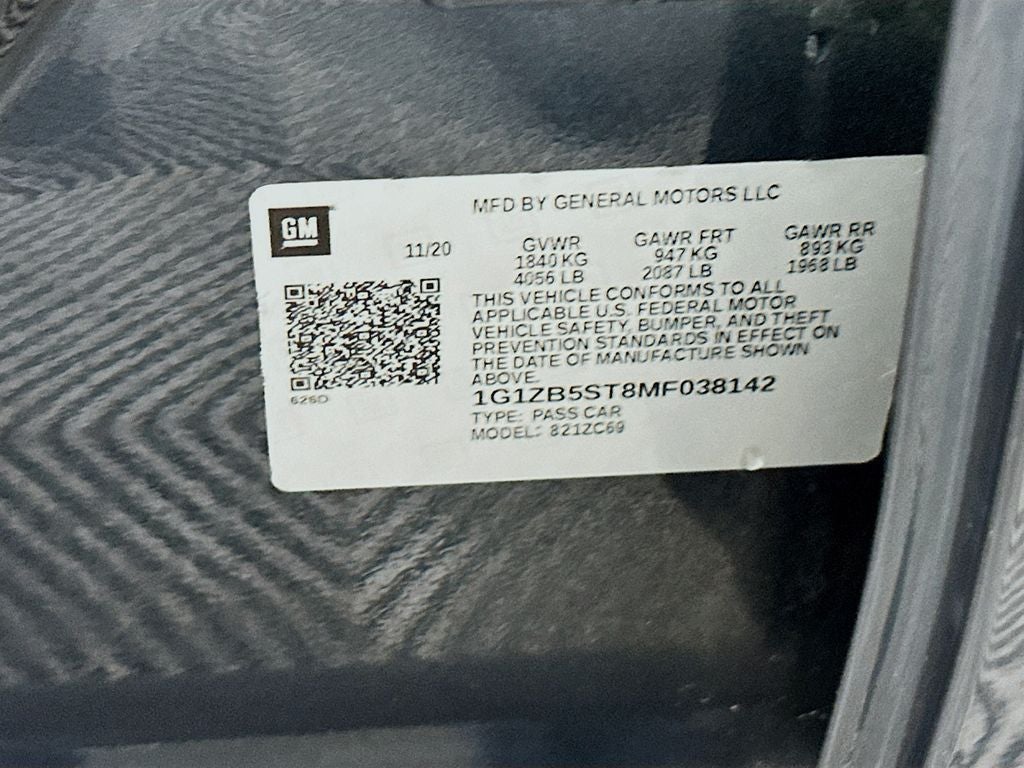 MFD BY GENERAL MOTORS LLC
GM
11/20 GVWR GAWR FRT GAWR RR
1840 KG 947 KG 893 KG
4056 LB 2087 LB 1968 LB
THIS VEHICLE CONFORMS TO ALL
APPLICABLE U.S. FEDERAL MOTOR
VEHICLE SAFETY, BUMPER, AND THEFT
PREVENTION STANDARDS IN EFFECT ON
THE DATE OF MANUFACTURE SHOWN
ABOVE.
1G1ZB5ST8MF038142
TYPE: PASS CAR
MODEL: 821ZC69
626D